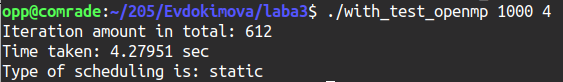 opp@comrade:~/205/Evdokimova/laba3$ ./with_test_openmp 1000 4
Iteration amount in total: 612
Time taken: 4.27951 sec
Type of scheduling is: static